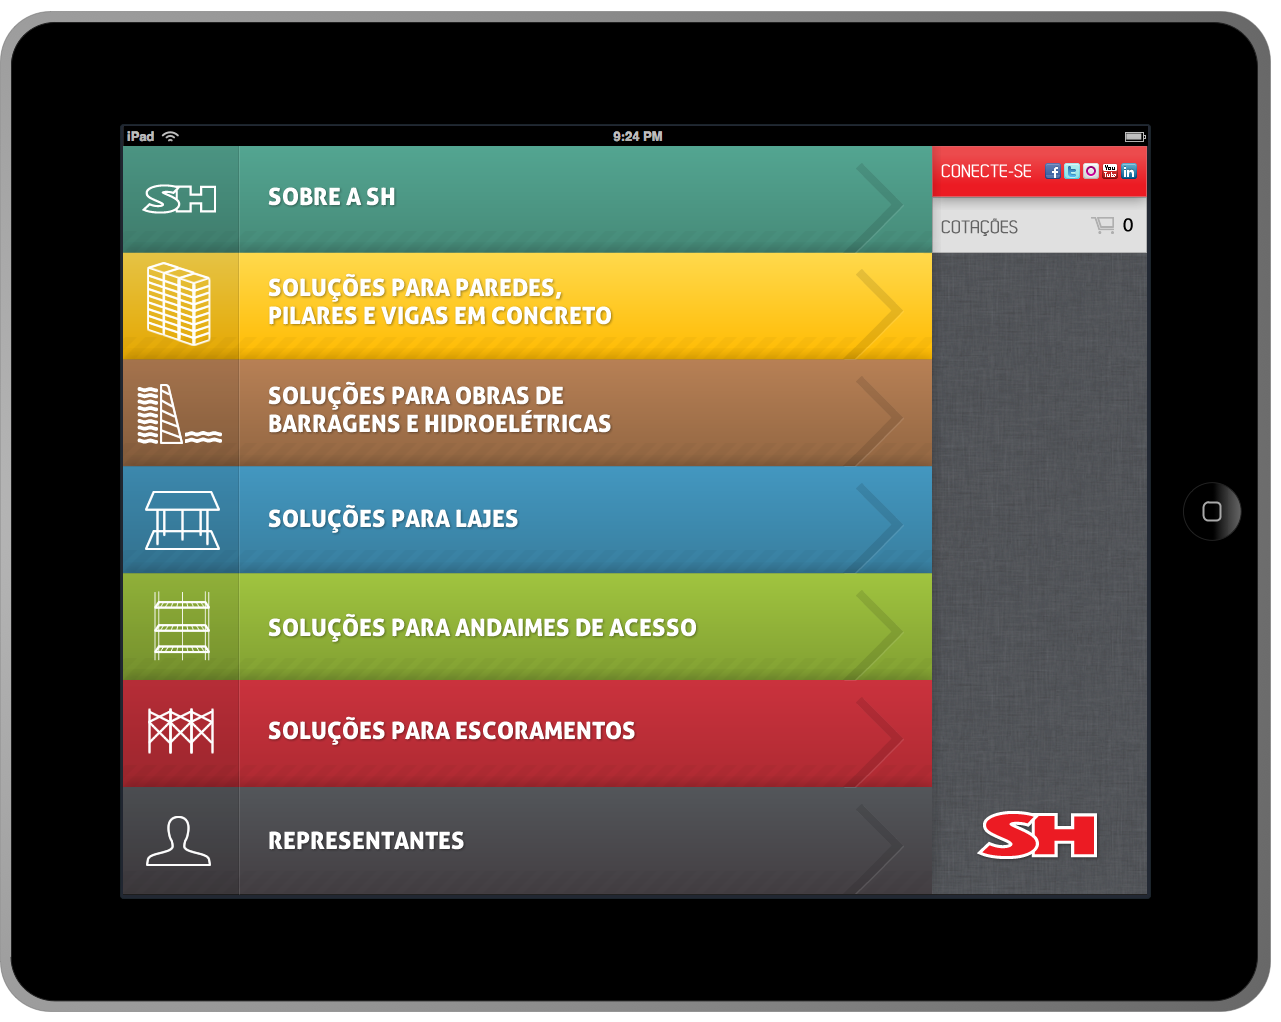 iPad
9:24 PM
SH
SOBRE A SH
CONECTE-SE
You
Tube
COTAÇÕES
0
SOLUÇÕES PARA PAREDES,
PILARES E VIGAS EM CONCRETO
SOLUÇÕES PARA OBRAS DE
BARRAGENS E HIDROELÉTRICAS
SOLUÇÕES PARA LAJES
SOLUÇÕES PARA ANDAIMES DE ACESSO
SOLUÇÕES PARA ESCORAMENTOS
REPRESENTANTES
SH